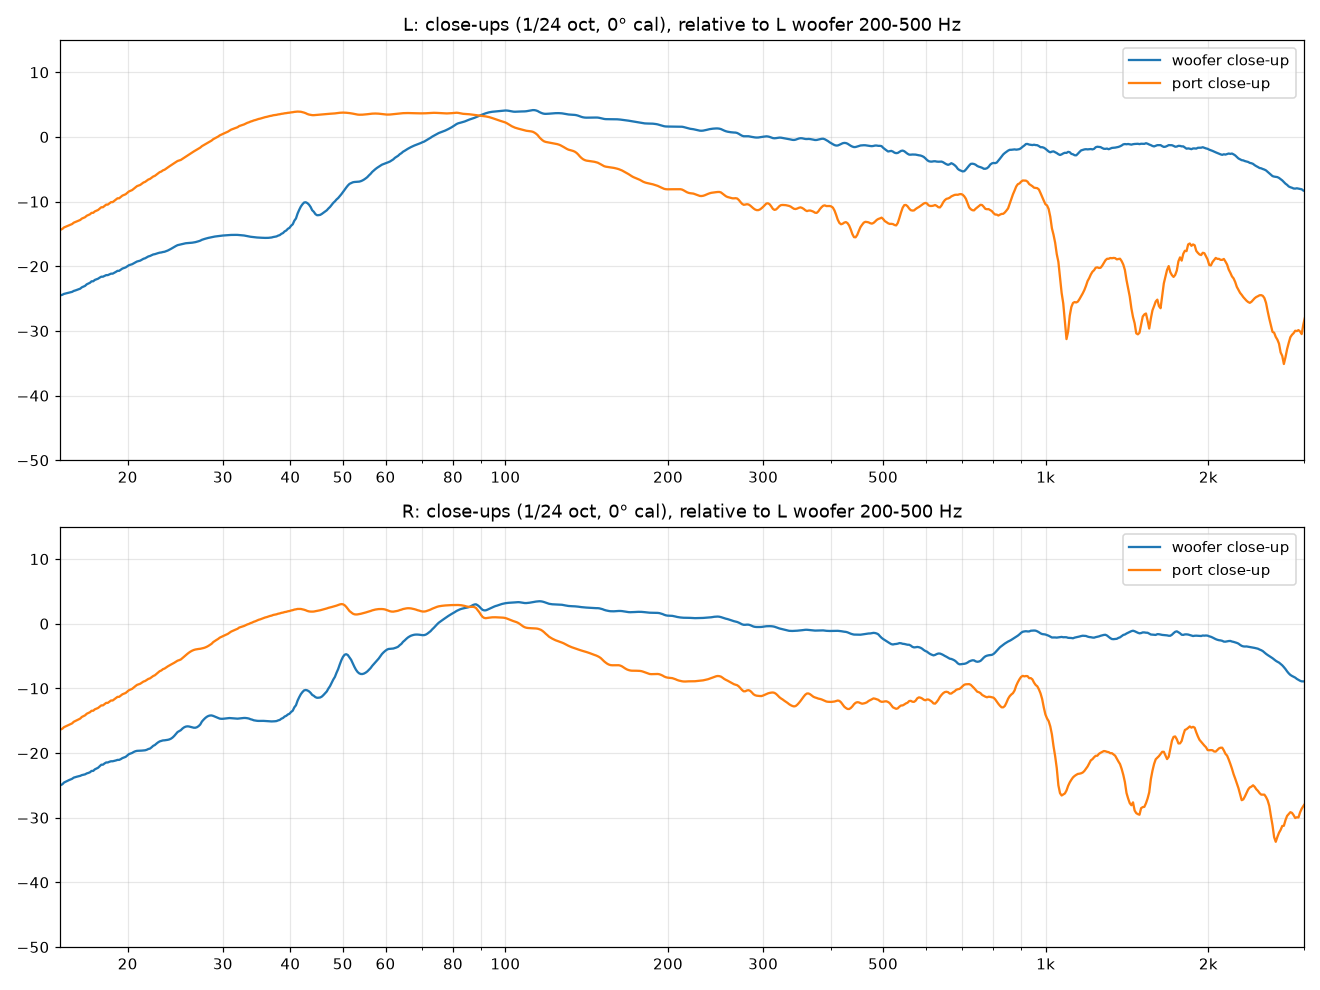 L: close-ups (1/24 oct, 0° cal), relative to L woofer 200-500 Hz
woofer close-up
port close-up
10
0
−10
−20
−30
−40
−50
20 30 40 50 60 80 100 200 300 500 1k 2k
R: close-ups (1/24 oct, 0° cal), relative to L woofer 200-500 Hz
woofer close-up
port close-up
10
0
−10
−20
−30
−40
−50
20 30 40 50 60 80 100 200 300 500 1k 2k